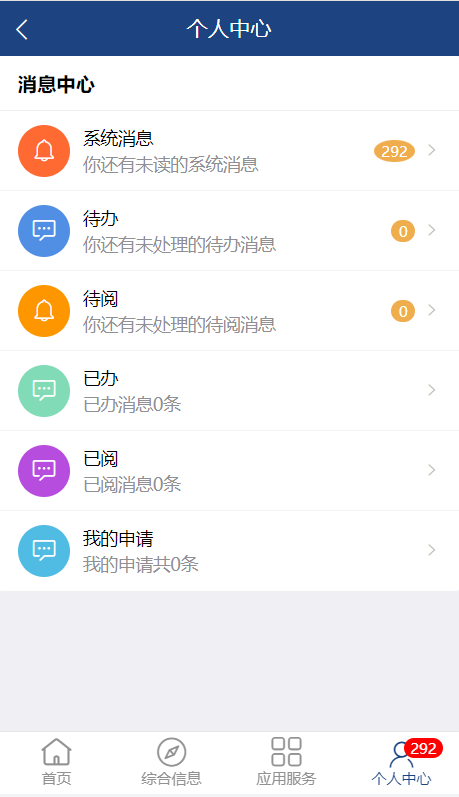 个人中心
消息中心
系统消息
你还有未读的系统消息
292
待办
你还有未处理的待办消息
0
待阅
你还有未处理的待阅消息
0
已办
已办消息0条
已阅
已阅消息0条
我的申请
我的申请共0条
292
首页
综合信息
应用服务
个人中心